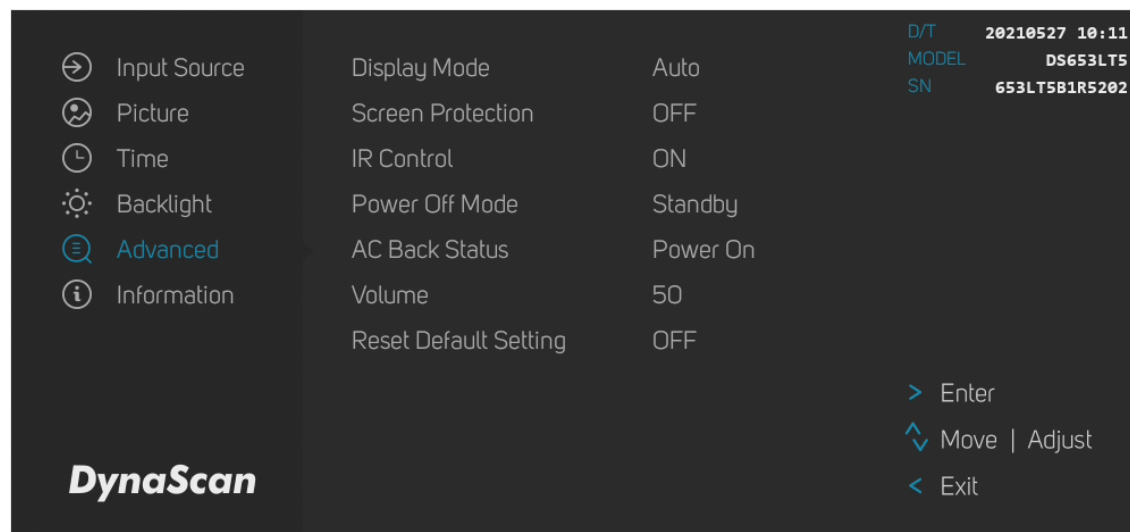 Input Source
Picture
Time
Backlight
Advanced
Information
DynaScan
Display Mode Auto
Screen Protection OFF
IR Control ON
Power Off Mode Standby
AC Back Status Power On
Volume 50
Reset Default Setting OFF
D/T 20210527 10:11
MODEL DS653LT5
SN 653LT5B1R5202
> Enter
Move | Adjust
< Exit